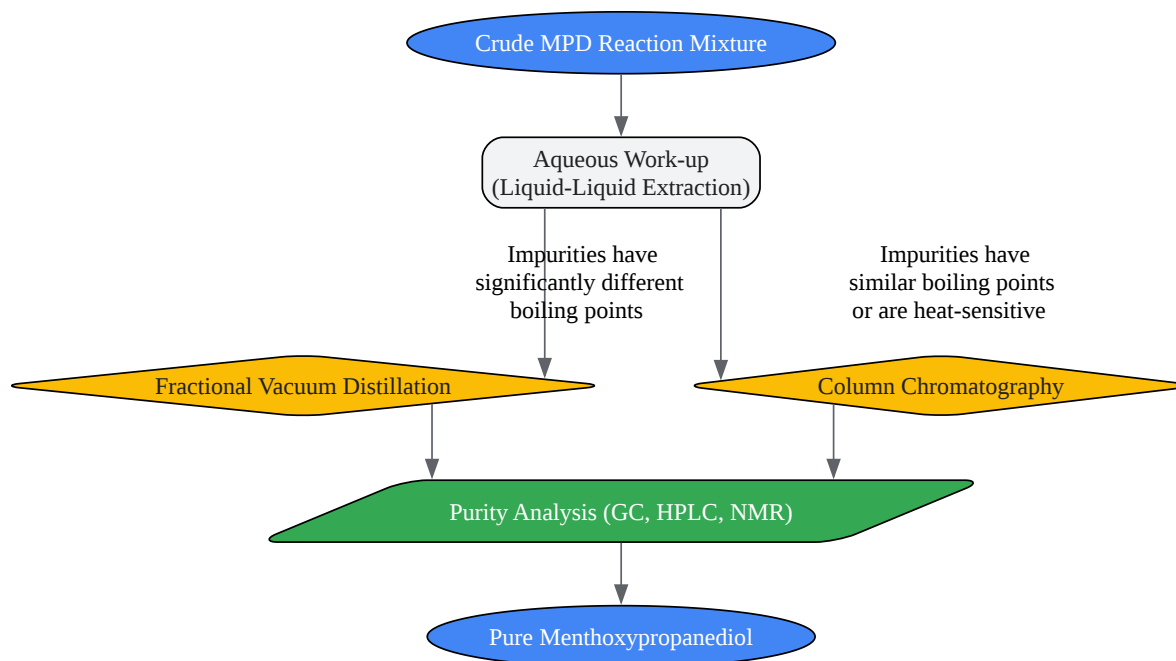 Crude MPD Reaction Mixture
Aqueous Work-up
(Liquid-Liquid Extraction)
Impurities have
significantly different
boiling points
Impurities have
similar boiling points
or are heat-sensitive
Fractional Vacuum Distillation
Column Chromatography
Purity Analysis (GC, HPLC, NMR)
Pure Menthoxypropanediol